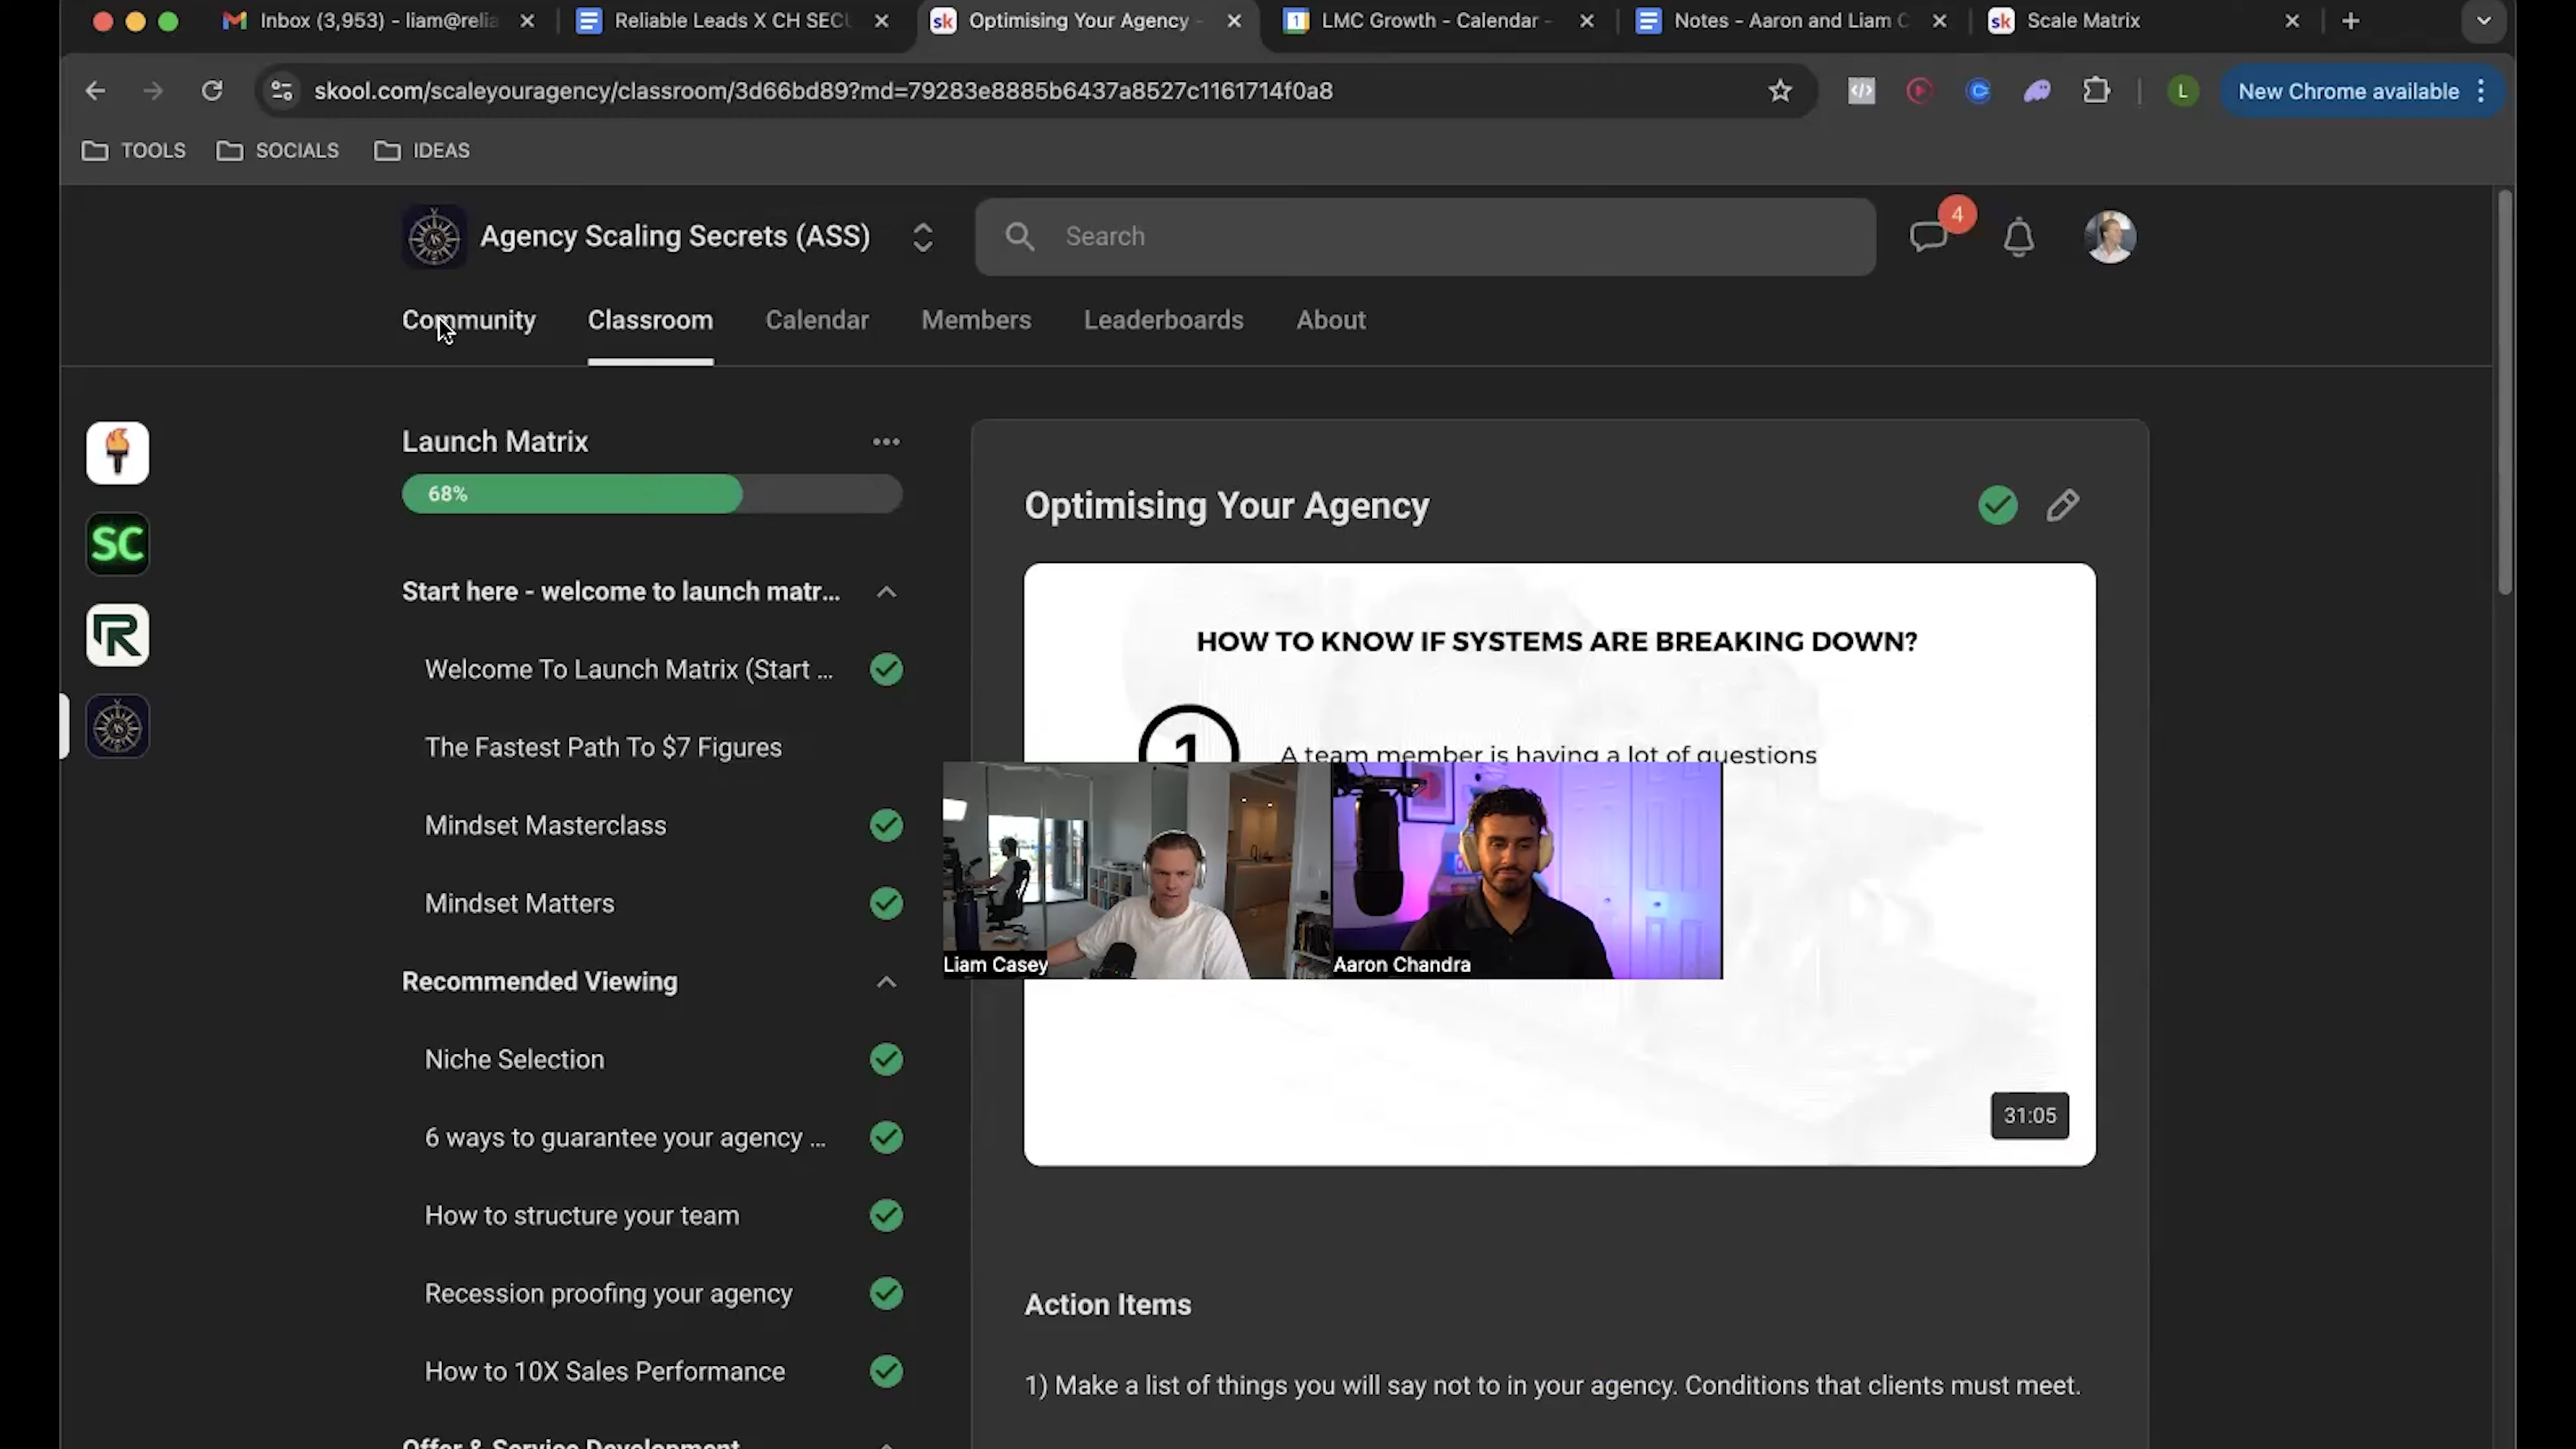 Inbox (3,953) - liam@relia
Reliable Leads X CH SECU
sk Optimising Your Agency -
1 LMC Growth - Calendar -
Notes - Aaron and Liam C
sk Scale Matrix
skool.com/scaleyouragency/classroom/3d66bd89?md=79283e8885b6437a8527c1161714f0a8
L
New Chrome available
TOOLS
SOCIALS
IDEAS
Agency Scaling Secrets (ASS)
Search
4
Community
Classroom
Calendar
Members
Leaderboards
About
SC
R
Launch Matrix
68%
Start here - welcome to launch matr...
Welcome To Launch Matrix (Start ...
The Fastest Path To $7 Figures
Mindset Masterclass
Mindset Matters
Recommended Viewing
Niche Selection
6 ways to guarantee your agency ...
How to structure your team
Recession proofing your agency
How to 10X Sales Performance
Offer & Service Development
Optimising Your Agency
HOW TO KNOW IF SYSTEMS ARE BREAKING DOWN?
1
A team member is having a lot of questions
Liam Casey
Aaron Chandra
31:05
Action Items
1) Make a list of things you will say not to in your agency. Conditions that clients must meet.